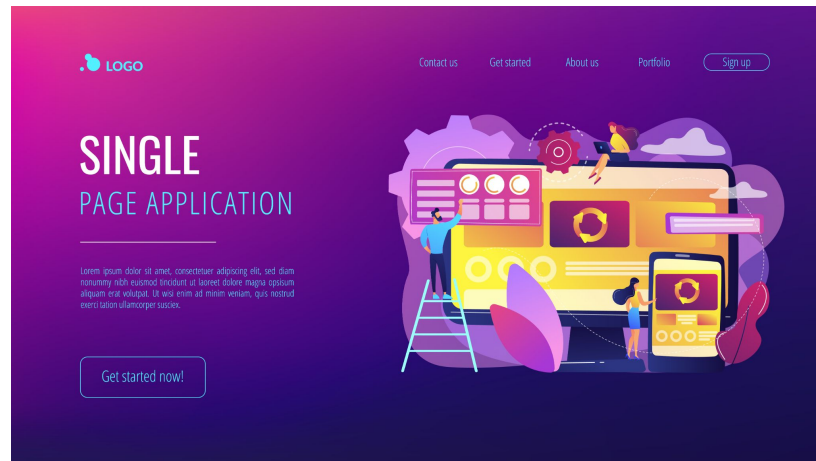 LOGO
Contact us
Get started
About us
Portfolio
Sign up
SINGLE
PAGE APPLICATION
Lorem ipsum dolor sit amet, consectetuer adipiscing elit, sed diam
nonummy nibh euismod tincidunt ut laoreet dolore magna opsisum
aliquam erat volutpat. Ut wisi enim ad minim veniam, quis nostrud
exerci tation ullamcorper susciex.
Get started now!